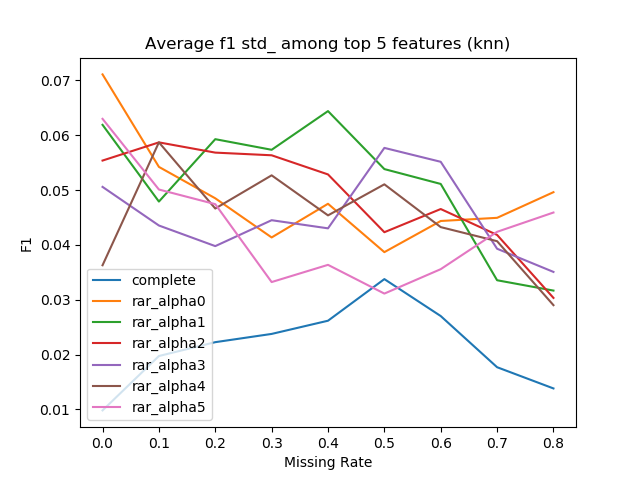 Average f1 std_ among top 5 features (knn)
0.07
0.06
0.05
0.04
0.03
0.02
0.01
F1
complete
rar_alpha0
rar_alpha1
rar_alpha2
rar_alpha3
rar_alpha4
rar_alpha5
0.0 0.1 0.2 0.3 0.4 0.5 0.6 0.7 0.8
Missing Rate